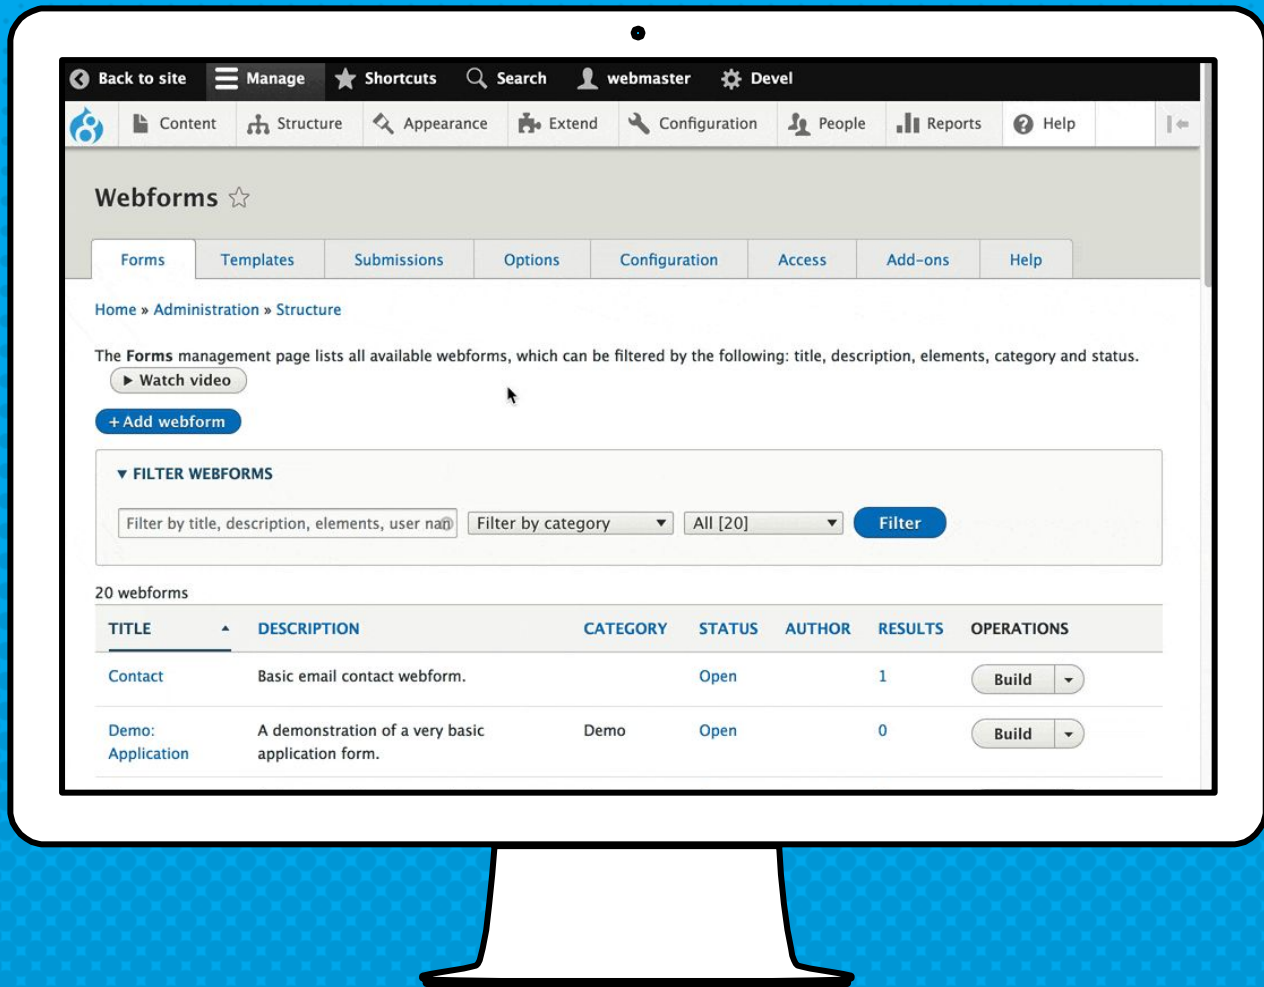 Back to site Manage Shortcuts Search webmaster Devel
Content Structure Appearance Extend Configuration People Reports Help
Webforms
Forms Templates Submissions Options Configuration Access Add-ons Help
Home » Administration » Structure
The Forms management page lists all available webforms, which can be filtered by the following: title, description, elements, category and status.
Watch video
+ Add webform
FILTER WEBFORMS
Filter by title, description, elements, user nan Filter by category All [20] Filter
20 webforms
TITLE DESCRIPTION CATEGORY STATUS AUTHOR RESULTS OPERATIONS
Contact Basic email contact webform. Open 1 Build
Demo: A demonstration of a very basic Demo Open 0 Build
Application application form.